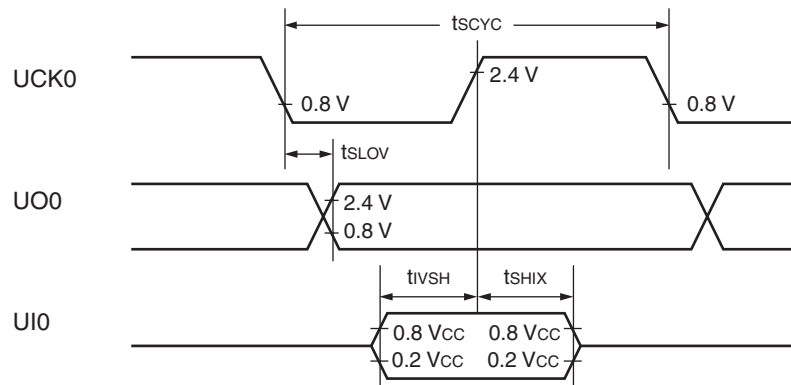 tSCYC
UCK0
2.4 V
0.8 V
0.8 V
tSLOV
UO0
2.4 V
0.8 V
tIVSH
tSHIX
UI0
0.8 VCC
0.8 VCC
0.2 VCC
0.2 VCC